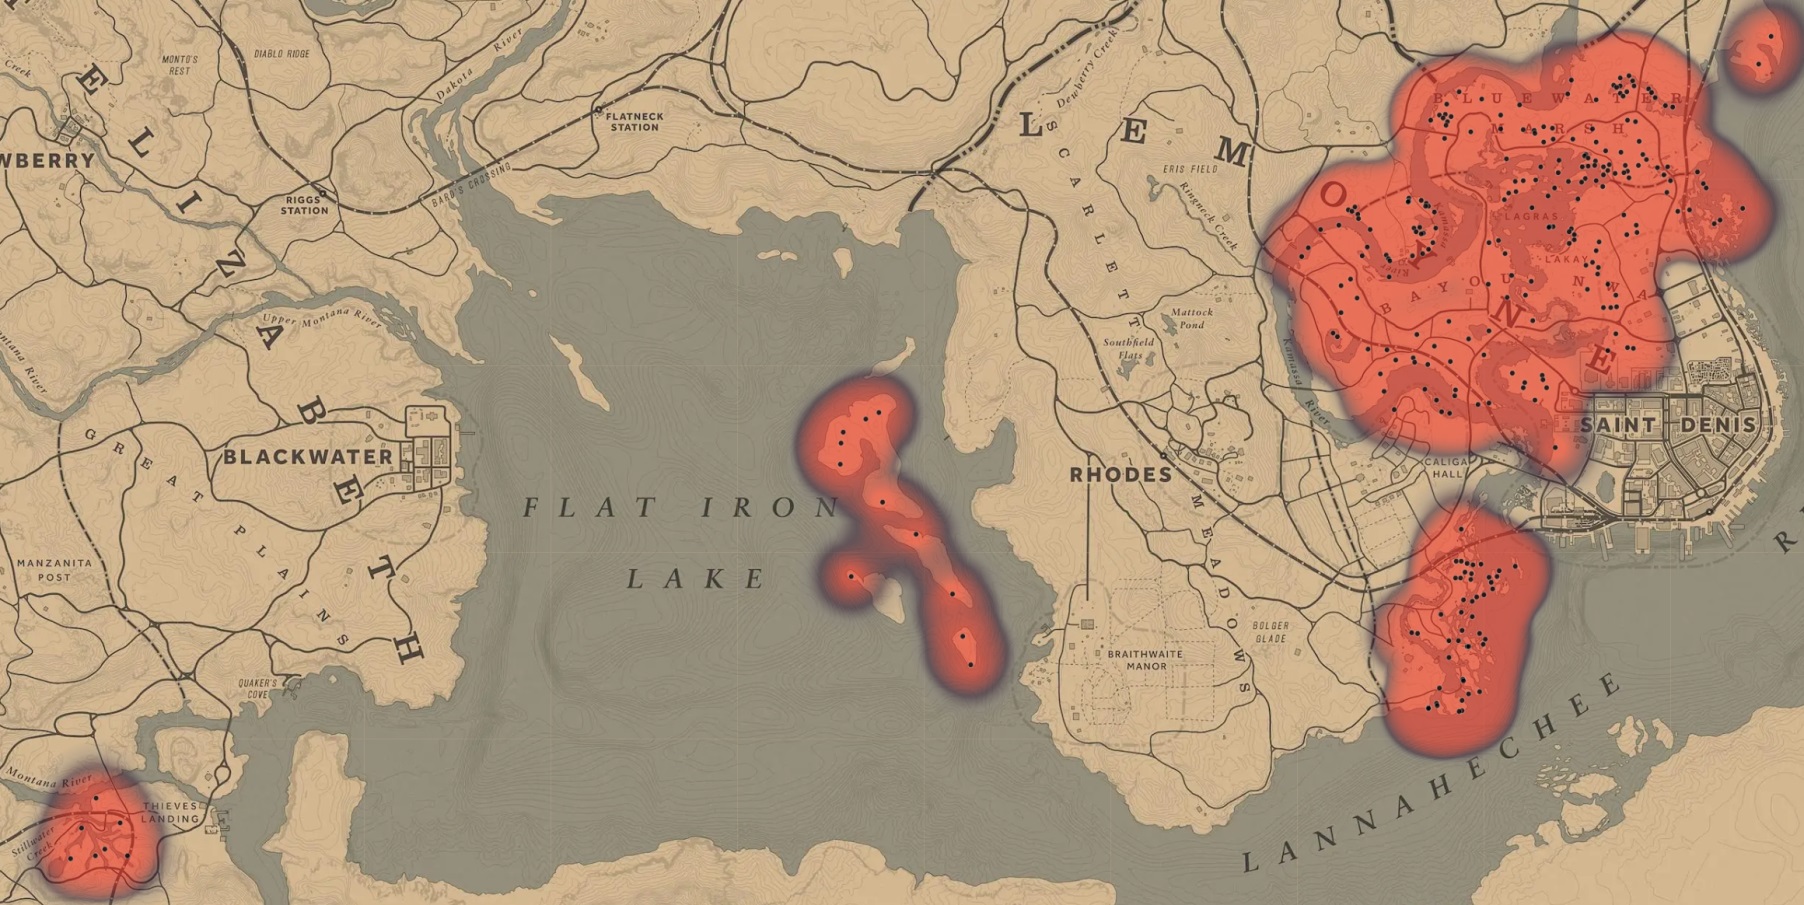 MONTO'S
REST
DIABLO RIDGE
Dakota River
FLATNECK
STATION
Dewberry Creek
BLUEWATER
MARSH
Creek
WBERRY
ELIZABETH
RIGGS
STATION
BARD'S CROSSING
LEMOYNE
SCARLETT
MEADOWS
ERIS FIELD
Ringneck Creek
LAGRAS
LAKAY
BAYOU NWA
Upper Montana River
Mattock
Pond
Southfield
Flats
Kamassa River
ontana River
GREAT PLAINS
BLACKWATER
FLAT IRON
LAKE
RHODES
SAINT DENIS
CALIGA
HALL
MANZANITA
POST
BRAITHWAITE
MANOR
BOLGER
GLADE
QUAKER'S
COVE
Montana River
THIEVES
LANDING
Stillwater
Creek
LANNAHECHEE
R